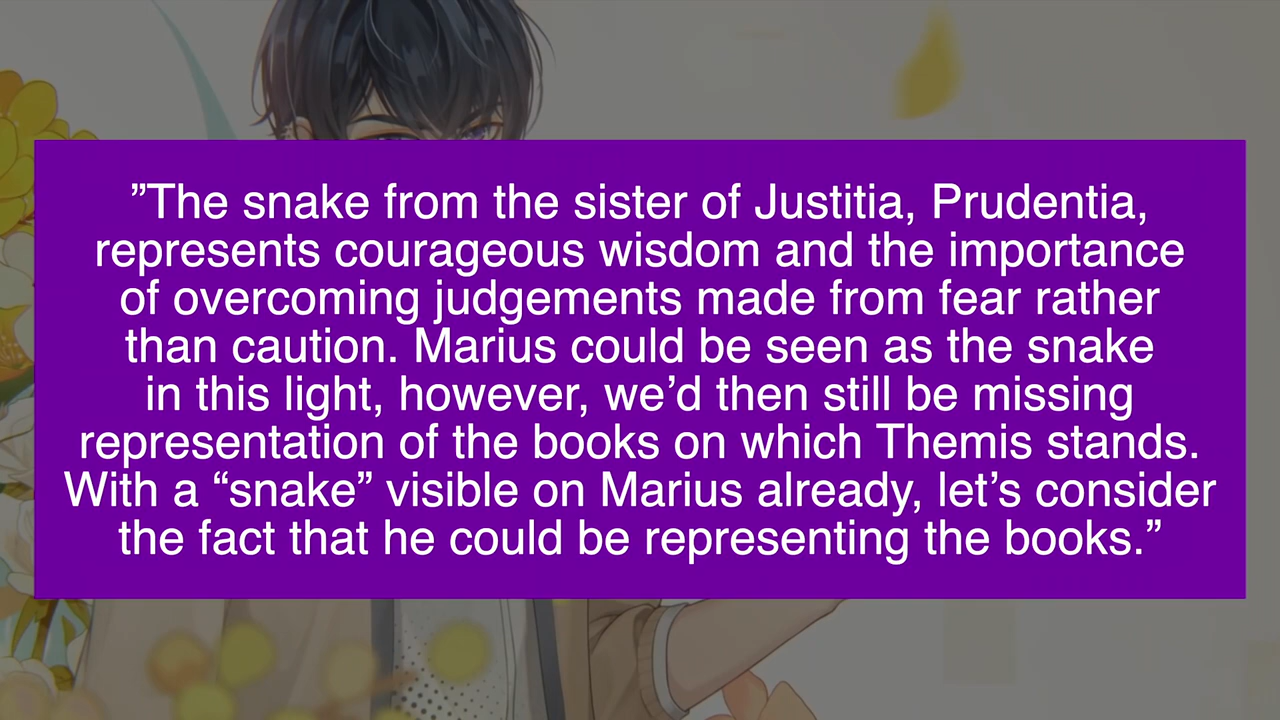 ”The snake from the sister of Justitia, Prudentia,
represents courageous wisdom and the importance
of overcoming judgements made from fear rather
than caution. Marius could be seen as the snake
in this light, however, we’d then still be missing
representation of the books on which Themis stands.
With a “snake” visible on Marius already, let’s consider
the fact that he could be representing the books.”